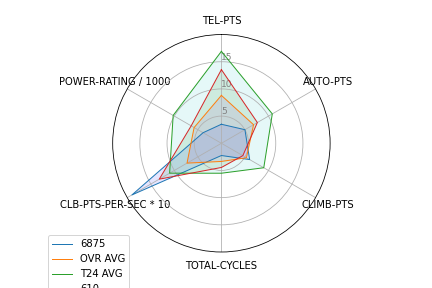 TEL-PTS
POWER-RATING / 1000
AUTO-PTS
15
10
5
CLB-PTS-PER-SEC * 10
CLIMB-PTS
TOTAL-CYCLES
6875
OVR AVG
T24 AVG
610